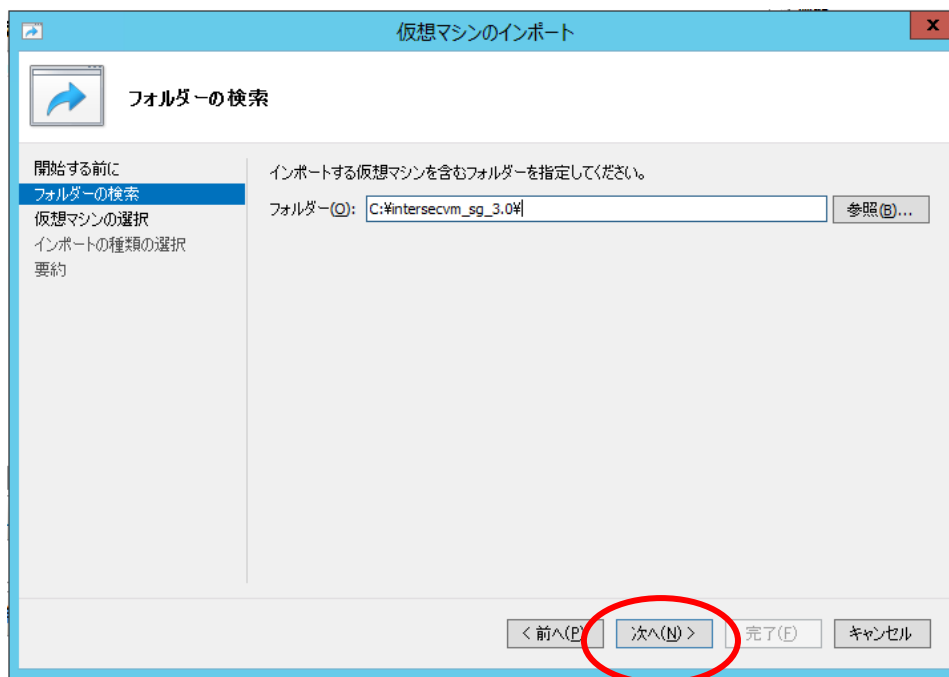 仮想マシンのインポート
x
フォルダーの検索
開始する前に
フォルダーの検索
仮想マシンの選択
インポートの種類の選択
要約
インポートする仮想マシンを含むフォルダーを指定してください。
フォルダー(O): C:¥intersecvm_sg_3.0¥ 参照(B)...
< 前へ(P) 次へ(N) > 完了(F) キャンセル